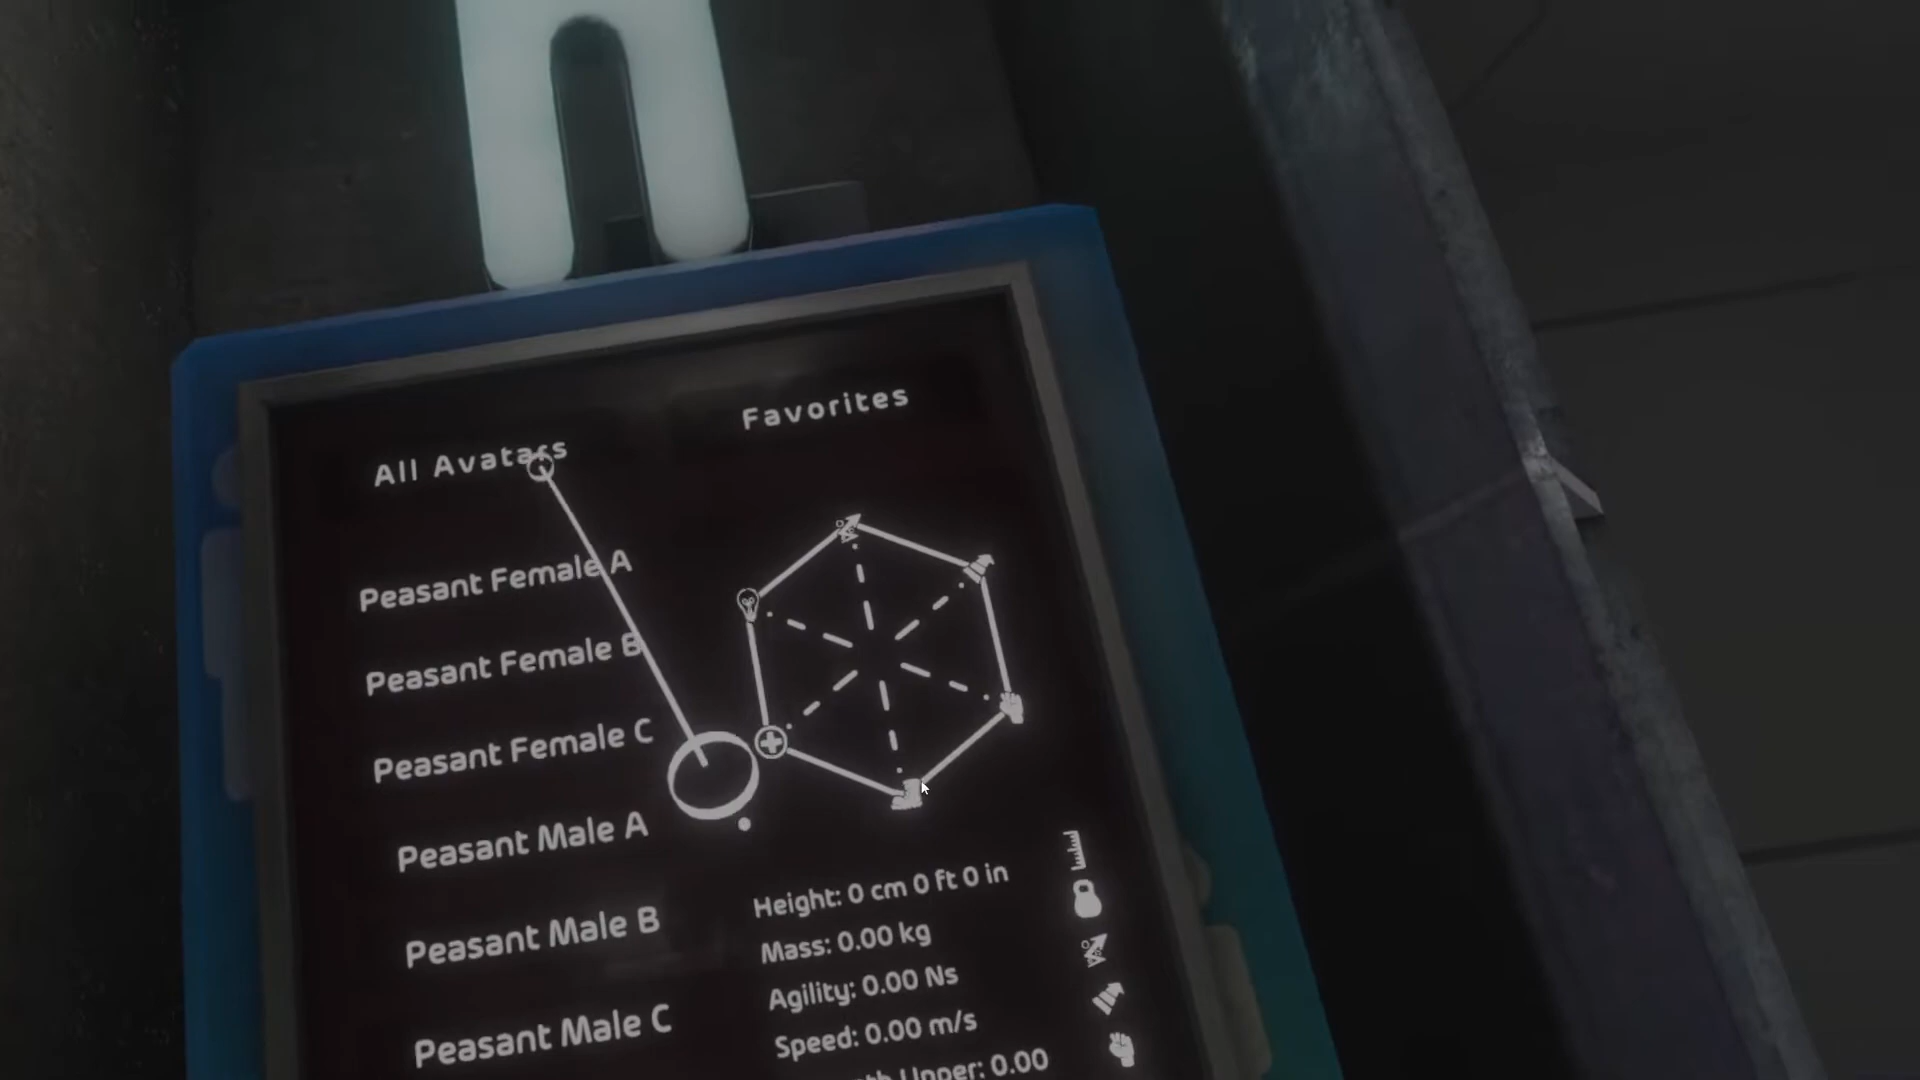 All Avatars
Favorites
Peasant Female A
Peasant Female B
Peasant Female C
Peasant Male A
Peasant Male B
Peasant Male C
Height: 0 cm 0 ft 0 in
Mass: 0.00 kg
Agility: 0.00 Ns
Speed: 0.00 m/s
Upper: 0.00